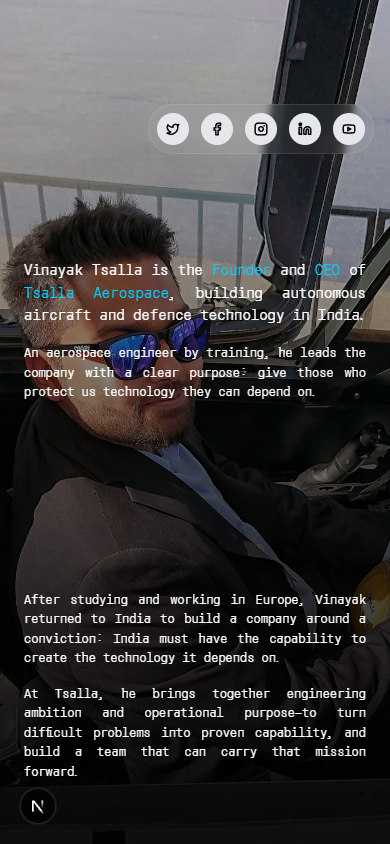 Vinayak Tsalla is the Founder and CEO of
Tsalla Aerospace, building autonomous
aircraft and defence technology in India.
An aerospace engineer by training, he leads the
company with a clear purpose: give those who
protect us technology they can depend on.
After studying and working in Europe, Vinayak
returned to India to build a company around a
conviction: India must have the capability to
create the technology it depends on.
At Tsalla, he brings together engineering
ambition and operational purpose—to turn
difficult problems into proven capability, and
build a team that can carry that mission
forward.
N